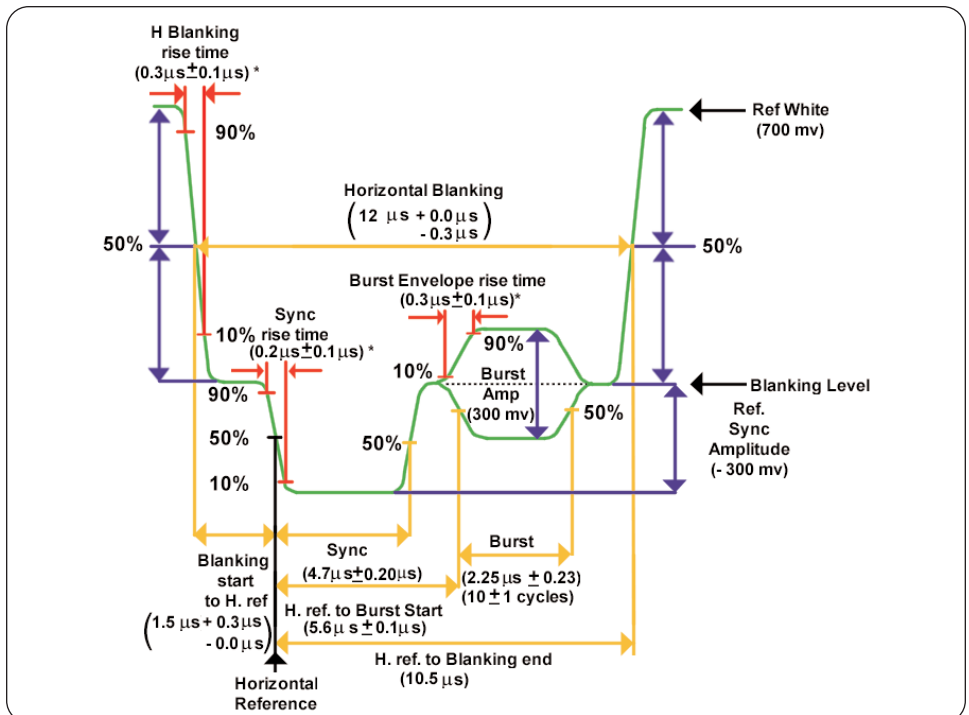 H Blanking
rise time
(0.3μs±0.1μs) *
90%
Ref White
(700 mv)
Horizontal Blanking
(12 μs + 0.0μs
- 0.3μs)
50%
50%
Burst Envelope rise time
(0.3μs±0.1μs)*
10%
Sync
rise time
(0.2μs±0.1μs) *
90%
10%
Burst
Amp
(300 mv)
Blanking Level
90%
50%
Ref.
Sync
Amplitude
(- 300 mv)
50%
50%
10%
Blanking
start
to H. ref
(1.5 μs + 0.3μs
- 0.0μs)
Sync
(4.7μs±0.20μs)
Burst
(2.25μs ± 0.23)
(10 ± 1 cycles)
H. ref. to Burst Start
(5.6μs ± 0.1μs)
H. ref. to Blanking end
(10.5 μs)
Horizontal
Reference